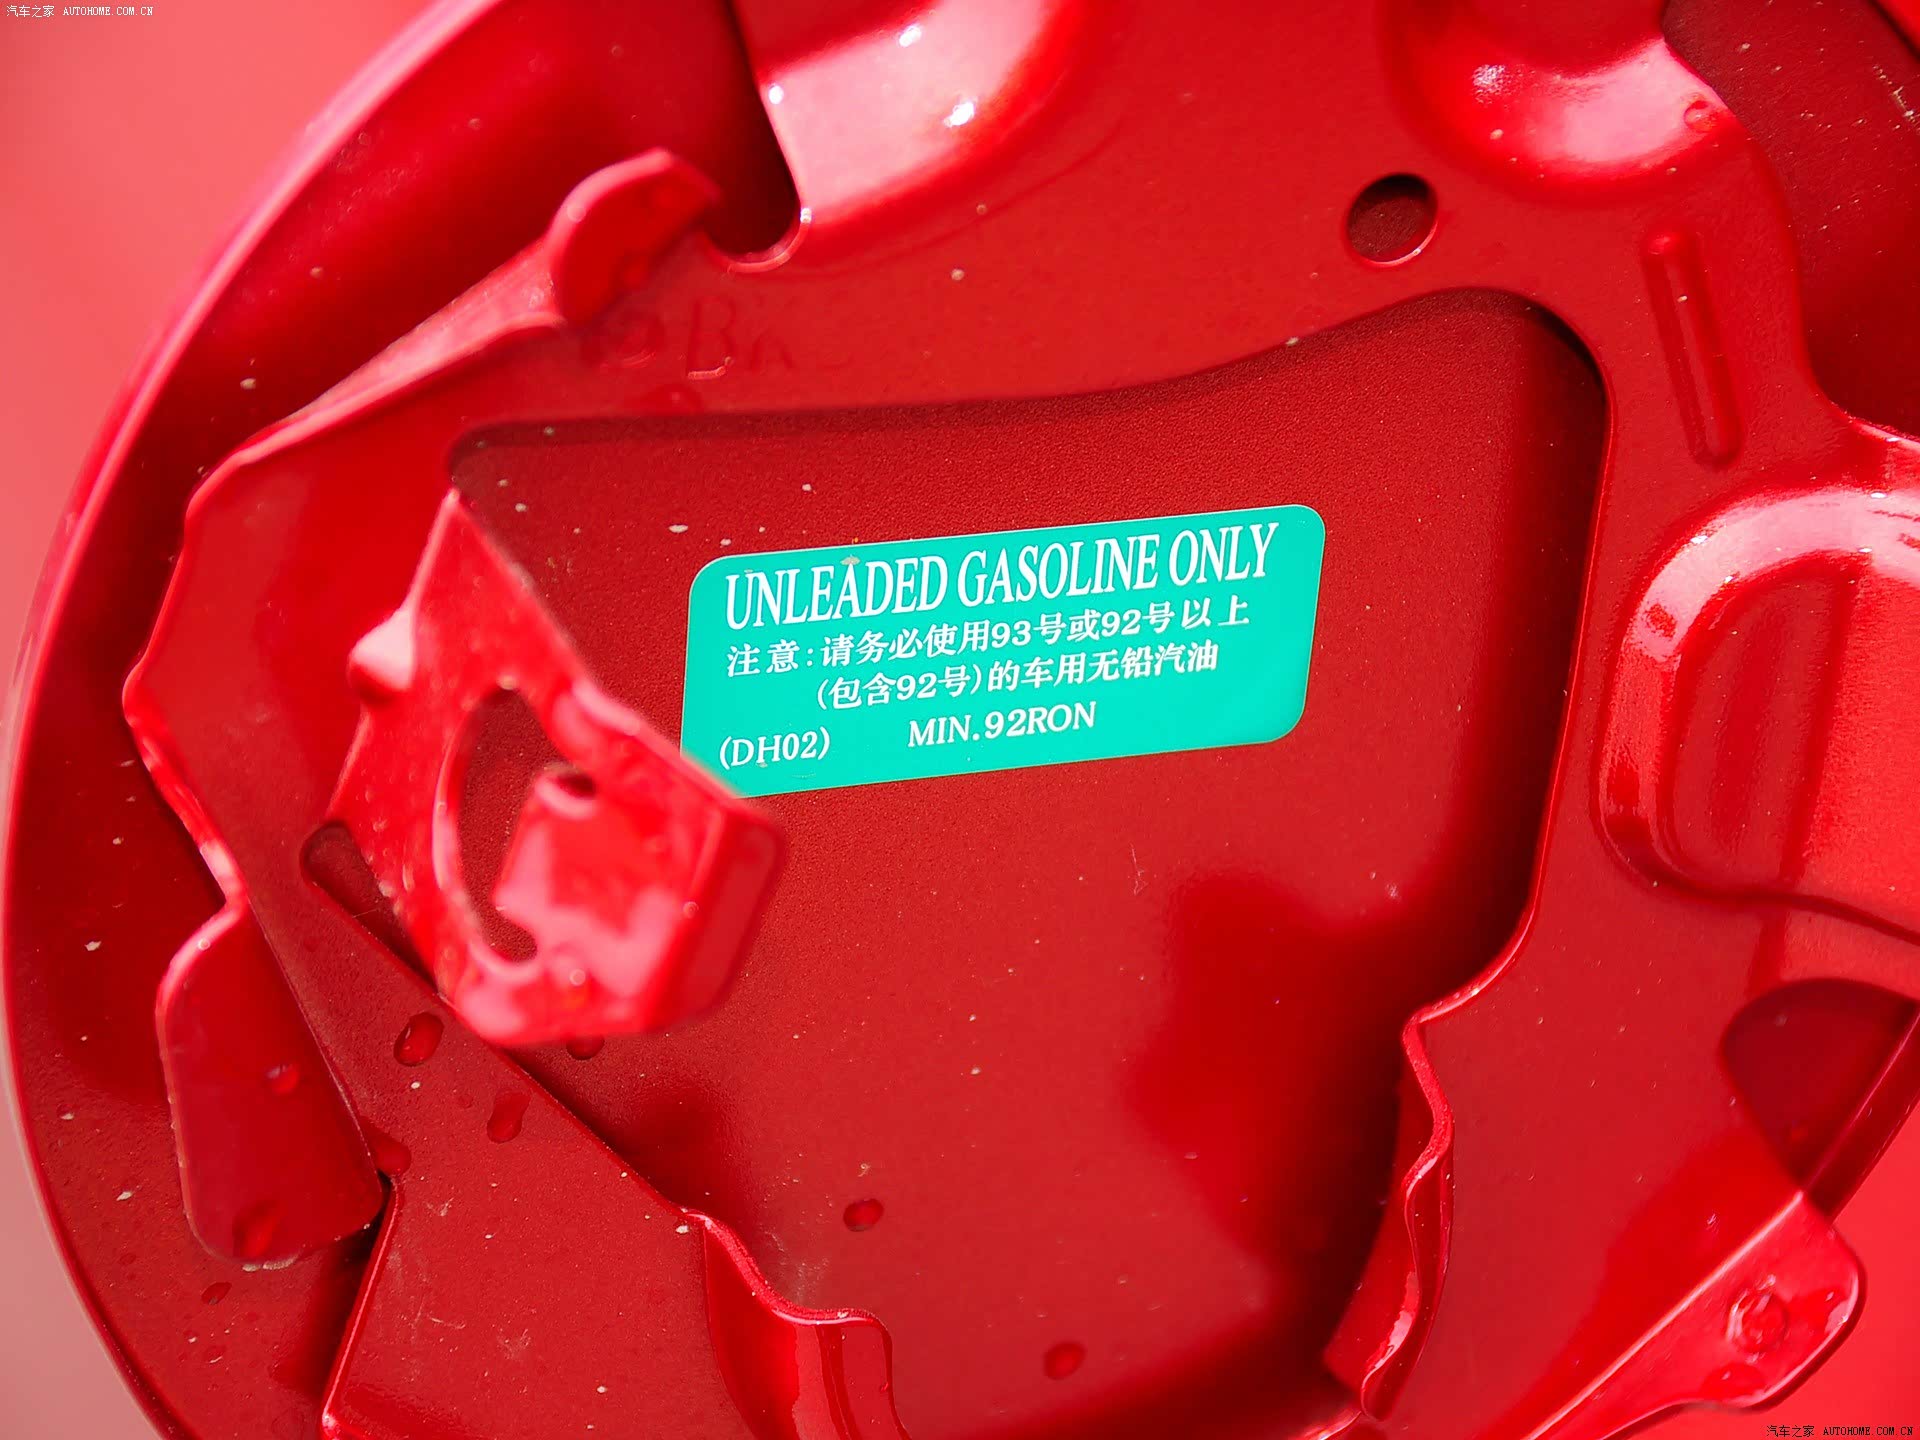 汽车之家 AUTOHOME.COM.CN
UNLEADED GASOLINE ONLY
注意:请务必使用93号或92号以上
(包含92号)的车用无铅汽油
(DH02) MIN.92RON
汽车之家 AUTOHOME.COM.CN